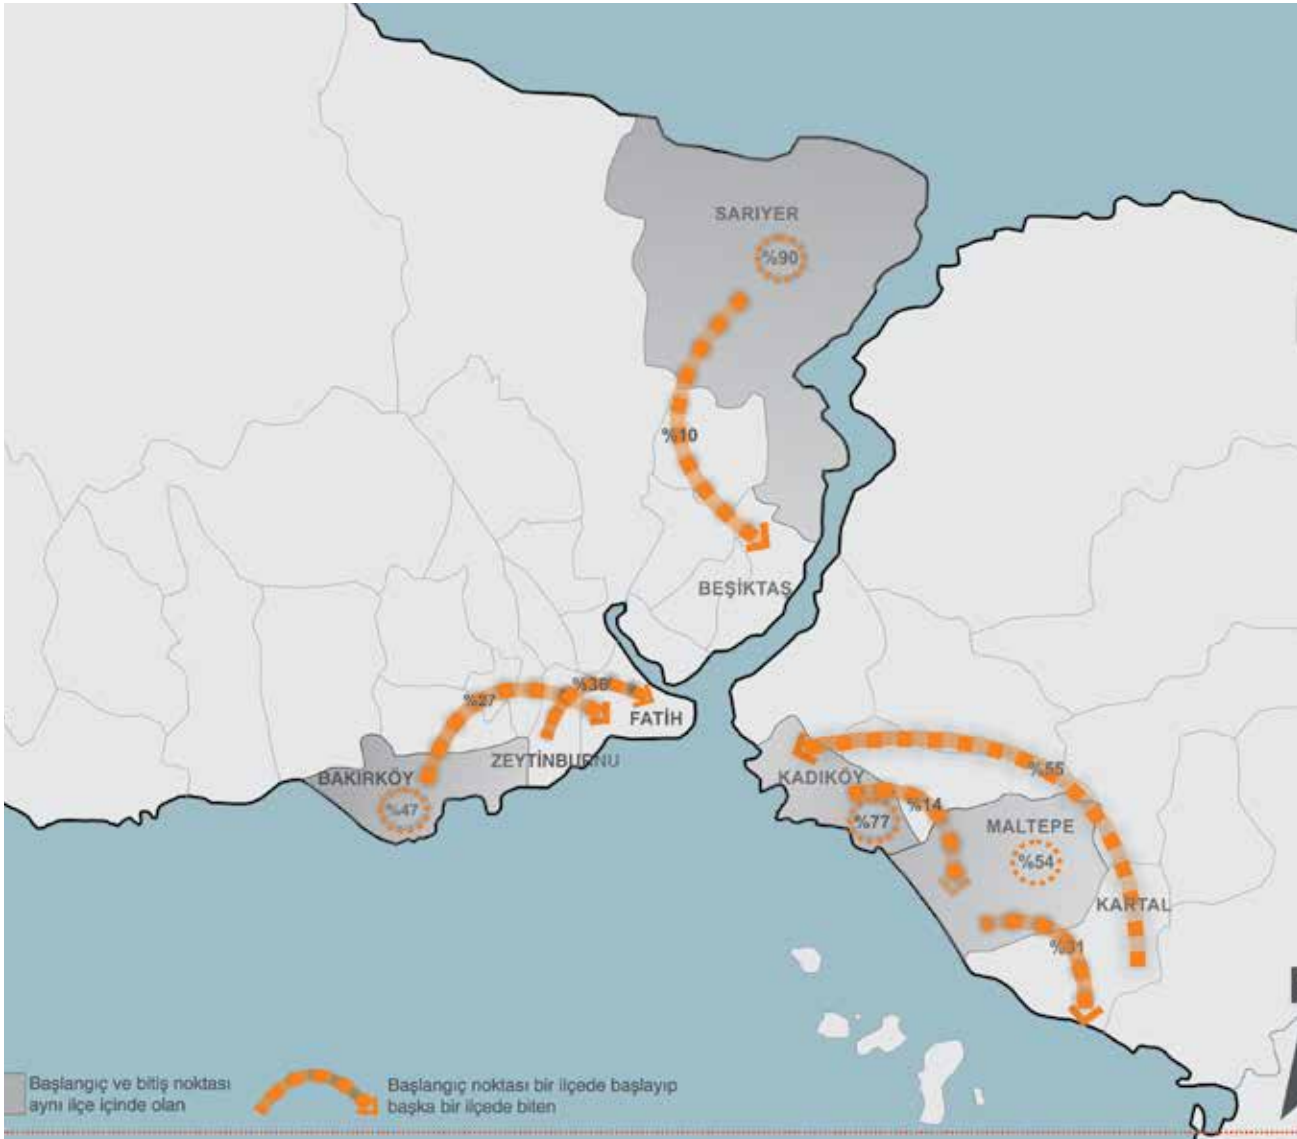 SARIYER
%90
%10
BEŞİKTAŞ
%36
%27
FATİH
ZEYTİNBURNU
BAKIRKÖY
%47
%55
KADIKÖY
%14
%77
MALTEPE
%54
KARTAL
%31
Başlangıç ve bitiş noktası
aynı ilçe içinde olan
Başlangıç noktası bir ilçede başlayıp
başka bir ilçede biten